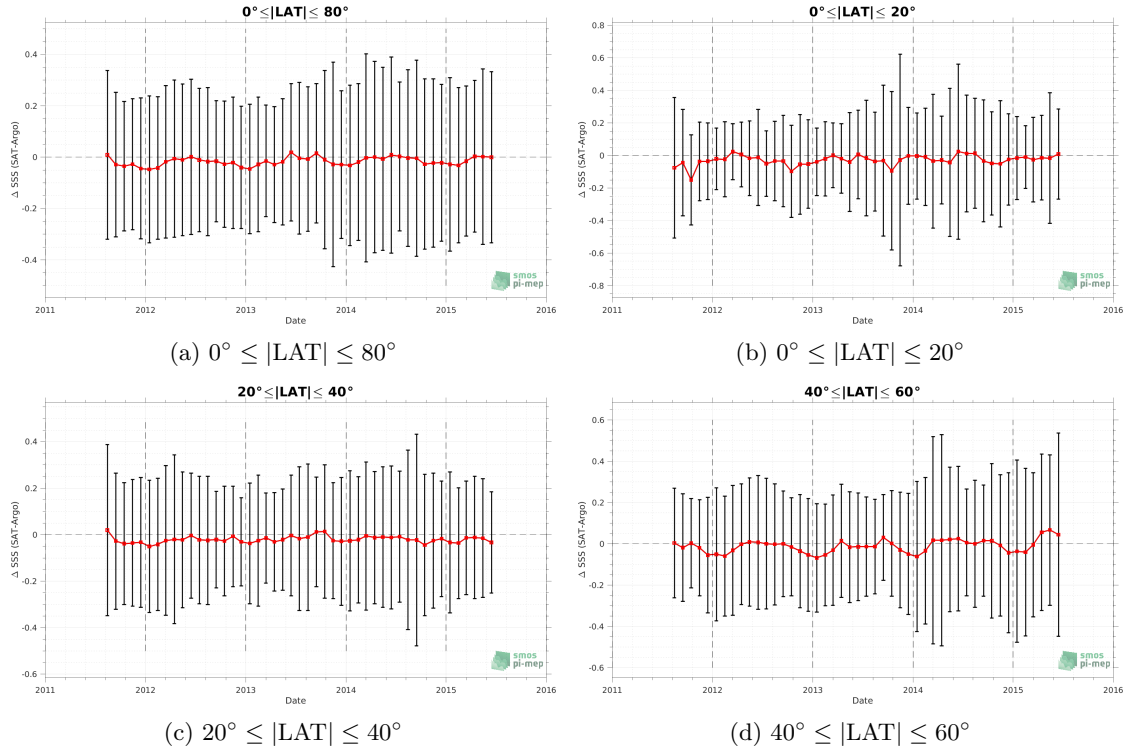 0°≤|LAT|≤ 80°
Δ SSS (SAT-Argo)
0.4
0.2
0
-0.2
-0.4
2011
2012
2013
2014
2015
2016
Date
smos
pi-mep
(a) 0° ≤ |LAT| ≤ 80°
0°≤|LAT|≤ 20°
Δ SSS (SAT-Argo)
0.8
0.6
0.4
0.2
0
-0.2
-0.4
-0.6
-0.8
2011
2012
2013
2014
2015
2016
Date
smos
pi-mep
(b) 0° ≤ |LAT| ≤ 20°
20°≤|LAT|≤ 40°
Δ SSS (SAT-Argo)
0.4
0.2
0
-0.2
-0.4
-0.6
2011
2012
2013
2014
2015
2016
Date
smos
pi-mep
(c) 20° ≤ |LAT| ≤ 40°
40°≤|LAT|≤ 60°
Δ SSS (SAT-Argo)
0.6
0.4
0.2
0
-0.2
-0.4
-0.6
2011
2012
2013
2014
2015
2016
Date
smos
pi-mep
(d) 40° ≤ |LAT| ≤ 60°